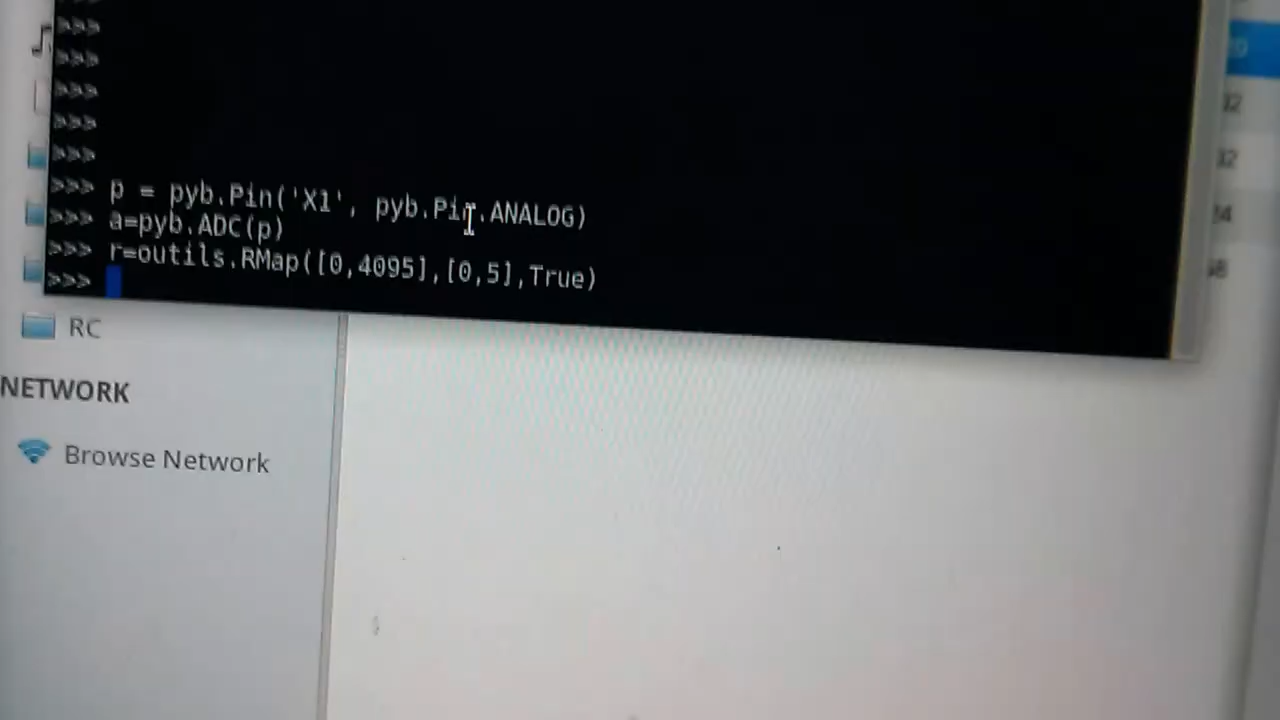 >>>
>>>
>>>
>>>
>>>
>>> p = pyb.Pin('X1', pyb.Pin.ANALOG)
>>> a=pyb.ADC(p)
>>> r=outils.RMap([0,4095],[0,5],True)
>>>
RC
NETWORK
Browse Network